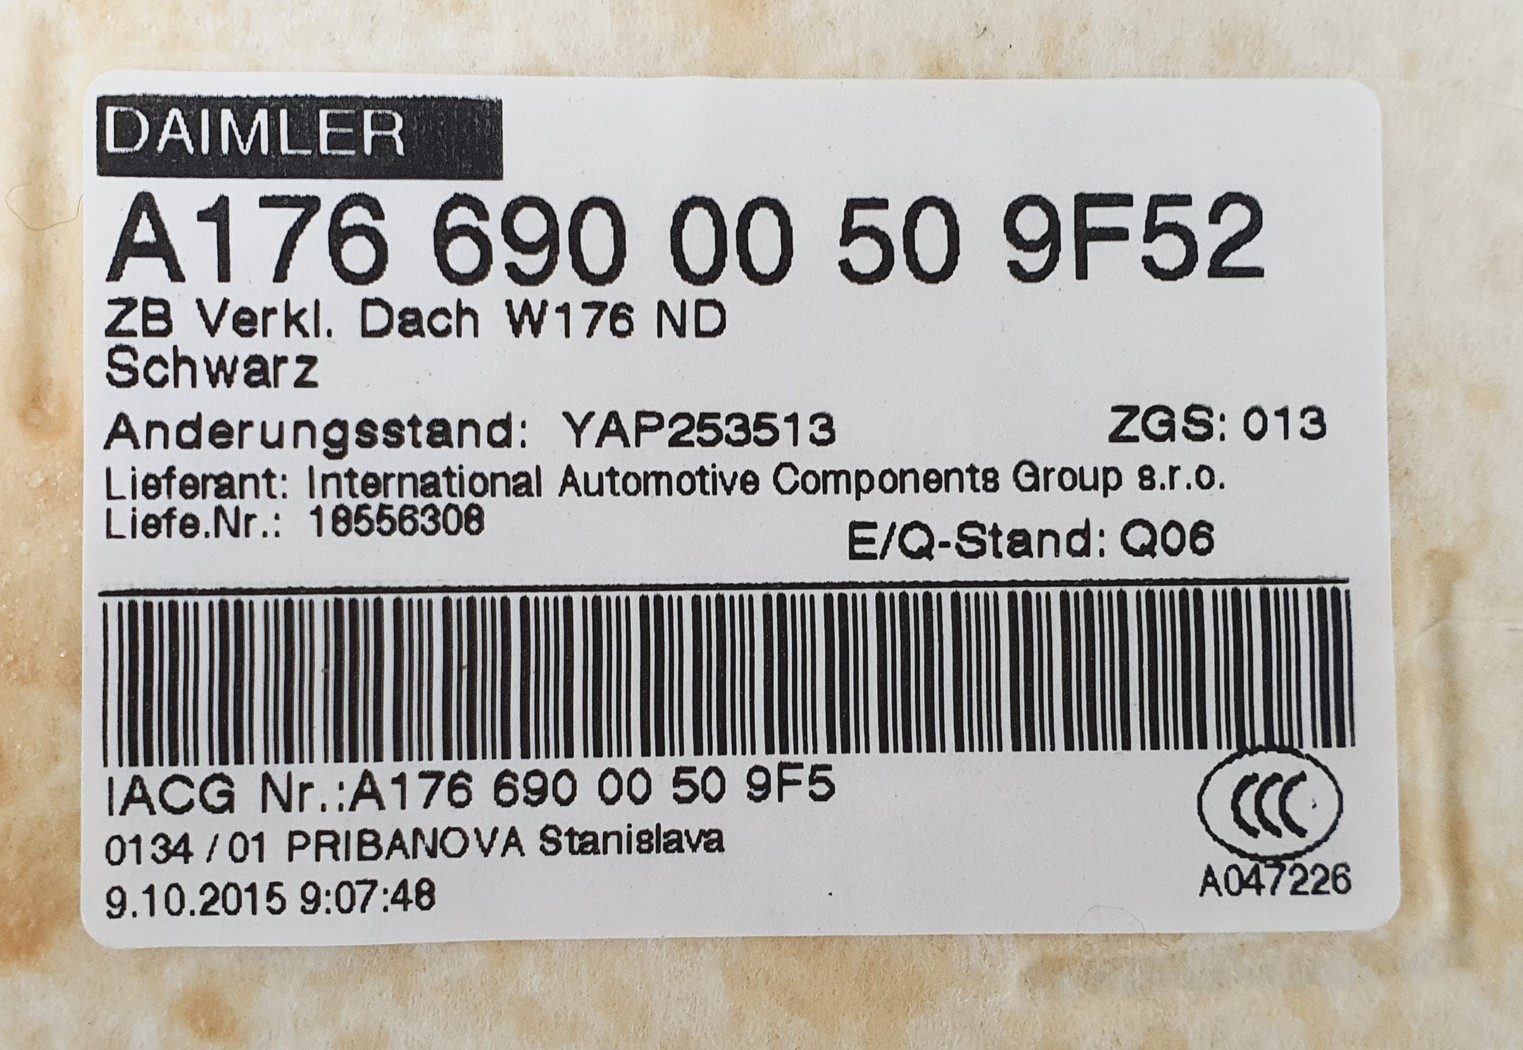 DAIMLER
A176 690 00 50 9F52
ZB Verkl. Dach W176 ND
Schwarz
Anderungsstand: YAP253513 ZGS: 013
Lieferant: International Automotive Components Group s.r.o.
Liefe.Nr.: 18556308
E/Q-Stand: Q06
IACG Nr.:A176 690 00 50 9F5
CCC
0134 / 01 PRIBANOVA Stanislava
A047226
9.10.2015 9:07:48